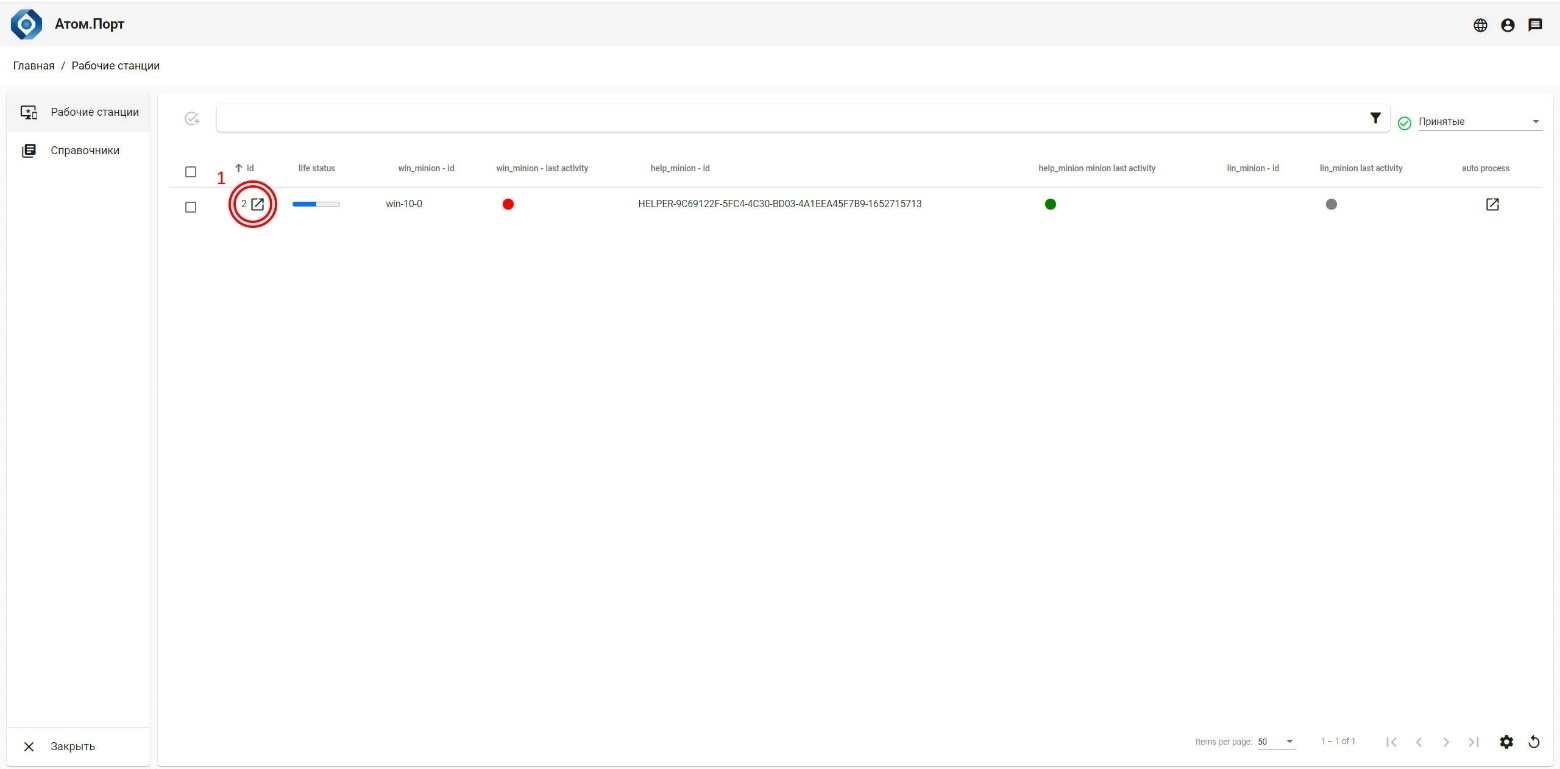 Атом.Порт
Главная / Рабочие станции
Рабочие станции
Справочники
Принятые
id life status win_minion - id win_minion - last activity help_minion - id help_minion minion last activity lin_minion - id lin_minion last activity auto process
1
2 win-10-0 HELPER-9C69122F-5FC4-4C30-BD03-4A1EEA45F7B9-1652715713
Закрыть
Items per page: 50 1 – 1 of 1